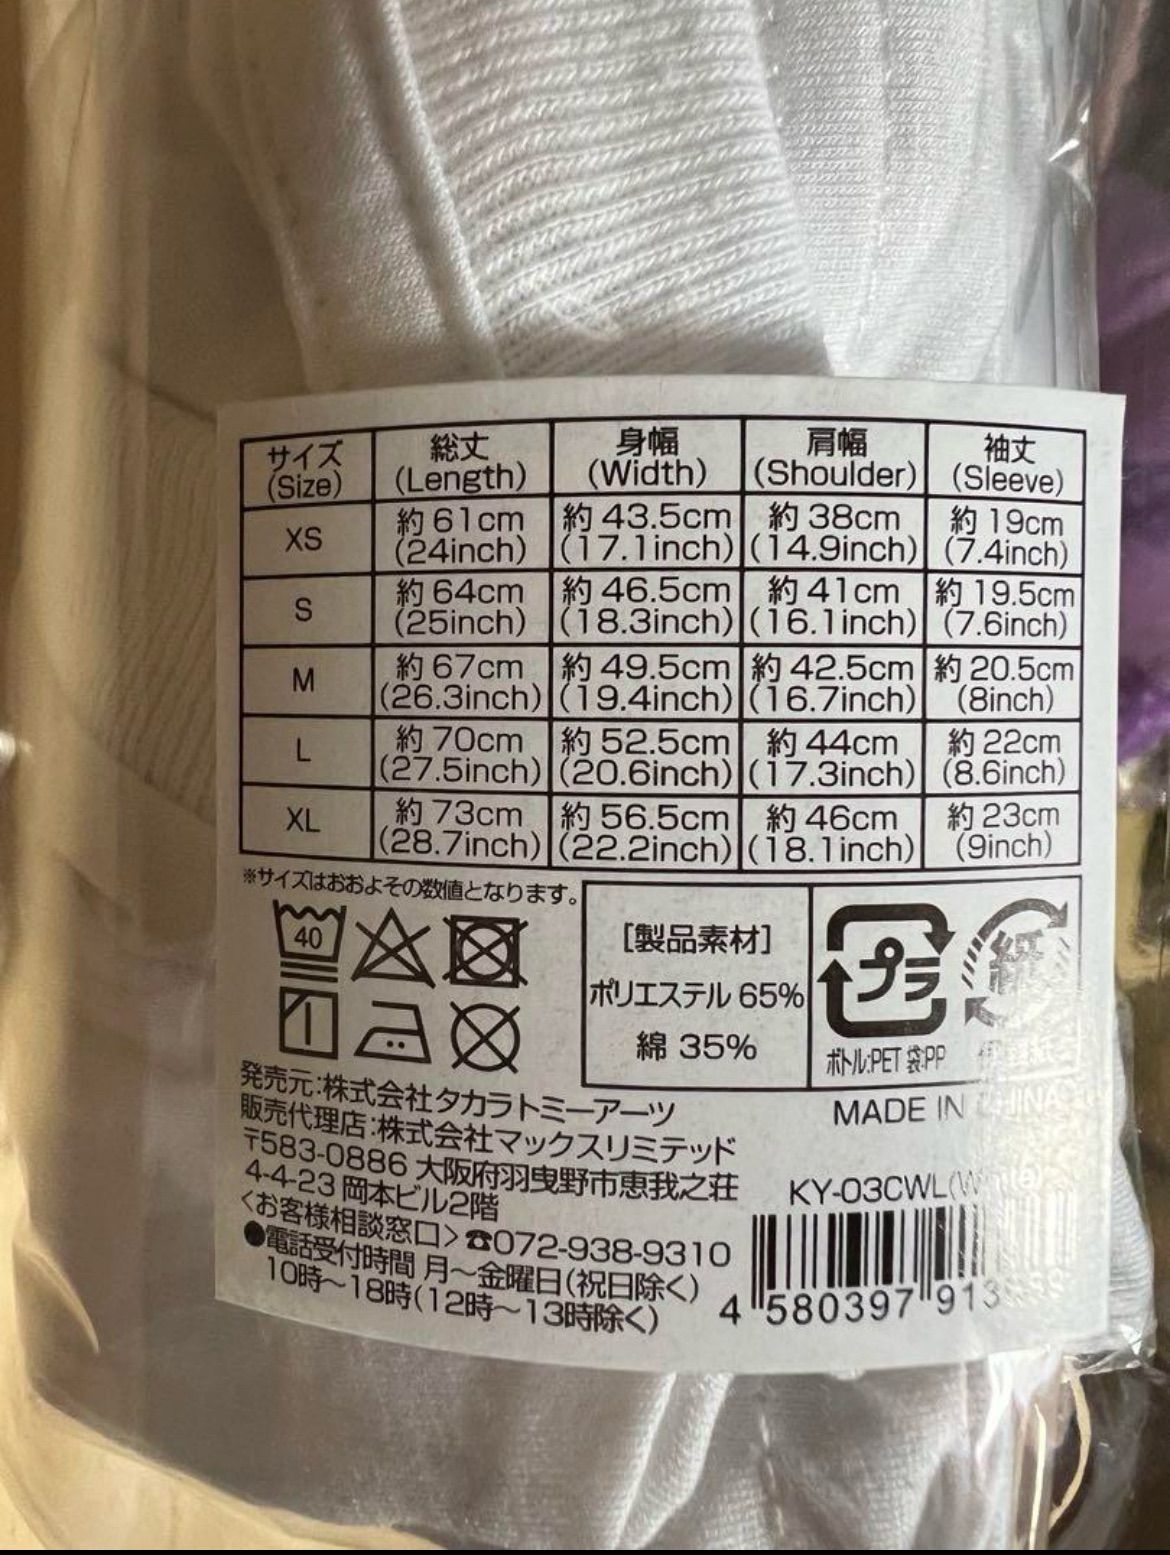 サイズ 総丈 身幅 肩幅 袖丈
(Size) (Length) (Width) (Shoulder) (Sleeve)
XS 約 61cm 約 43.5cm 約 38cm 約 19cm
(24inch) (17.1inch) (14.9inch) (7.4inch)
S 約 64cm 約 46.5cm 約 41cm 約 19.5cm
(25inch) (18.3inch) (16.1inch) (7.6inch)
M 約 67cm 約 49.5cm 約 42.5cm 約 20.5cm
(26.3inch) (19.4inch) (16.7inch) (8inch)
L 約 70cm 約 52.5cm 約 44cm 約 22cm
(27.5inch) (20.6inch) (17.3inch) (8.6inch)
XL 約 73cm 約 56.5cm 約 46cm 約 23cm
(28.7inch) (22.2inch) (18.1inch) (9inch)
※サイズはおおよその数値となります。
40
[製品素材]
ポリエステル 65%
綿 35%
プラ 紙
ボトル:PET 袋:PP
発売元:株式会社タカラトミーアーツ
販売代理店:株式会社マックスリミテッド
〒583-0886 大阪府羽曳野市恵我之荘
4-4-23 岡本ビル2階
<お客様相談窓口>☎072-938-9310
●電話受付時間 月～金曜日(祝日除く)
10時～18時(12時～13時除く)
MADE IN CHINA
KY-03CWL
4 580397 913